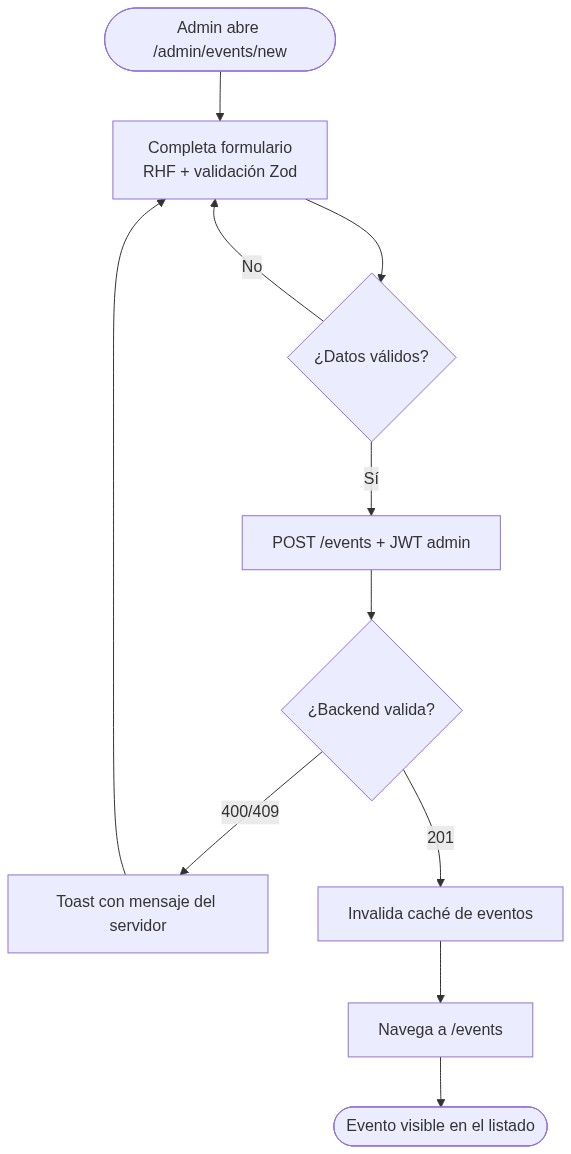 Admin abre
/admin/events/new
Completa formulario
RHF + validación Zod
No
¿Datos válidos?
Sí
POST /events + JWT admin
¿Backend valida?
400/409
201
Toast con mensaje del
servidor
Invalida caché de eventos
Navega a /events
Evento visible en el listado